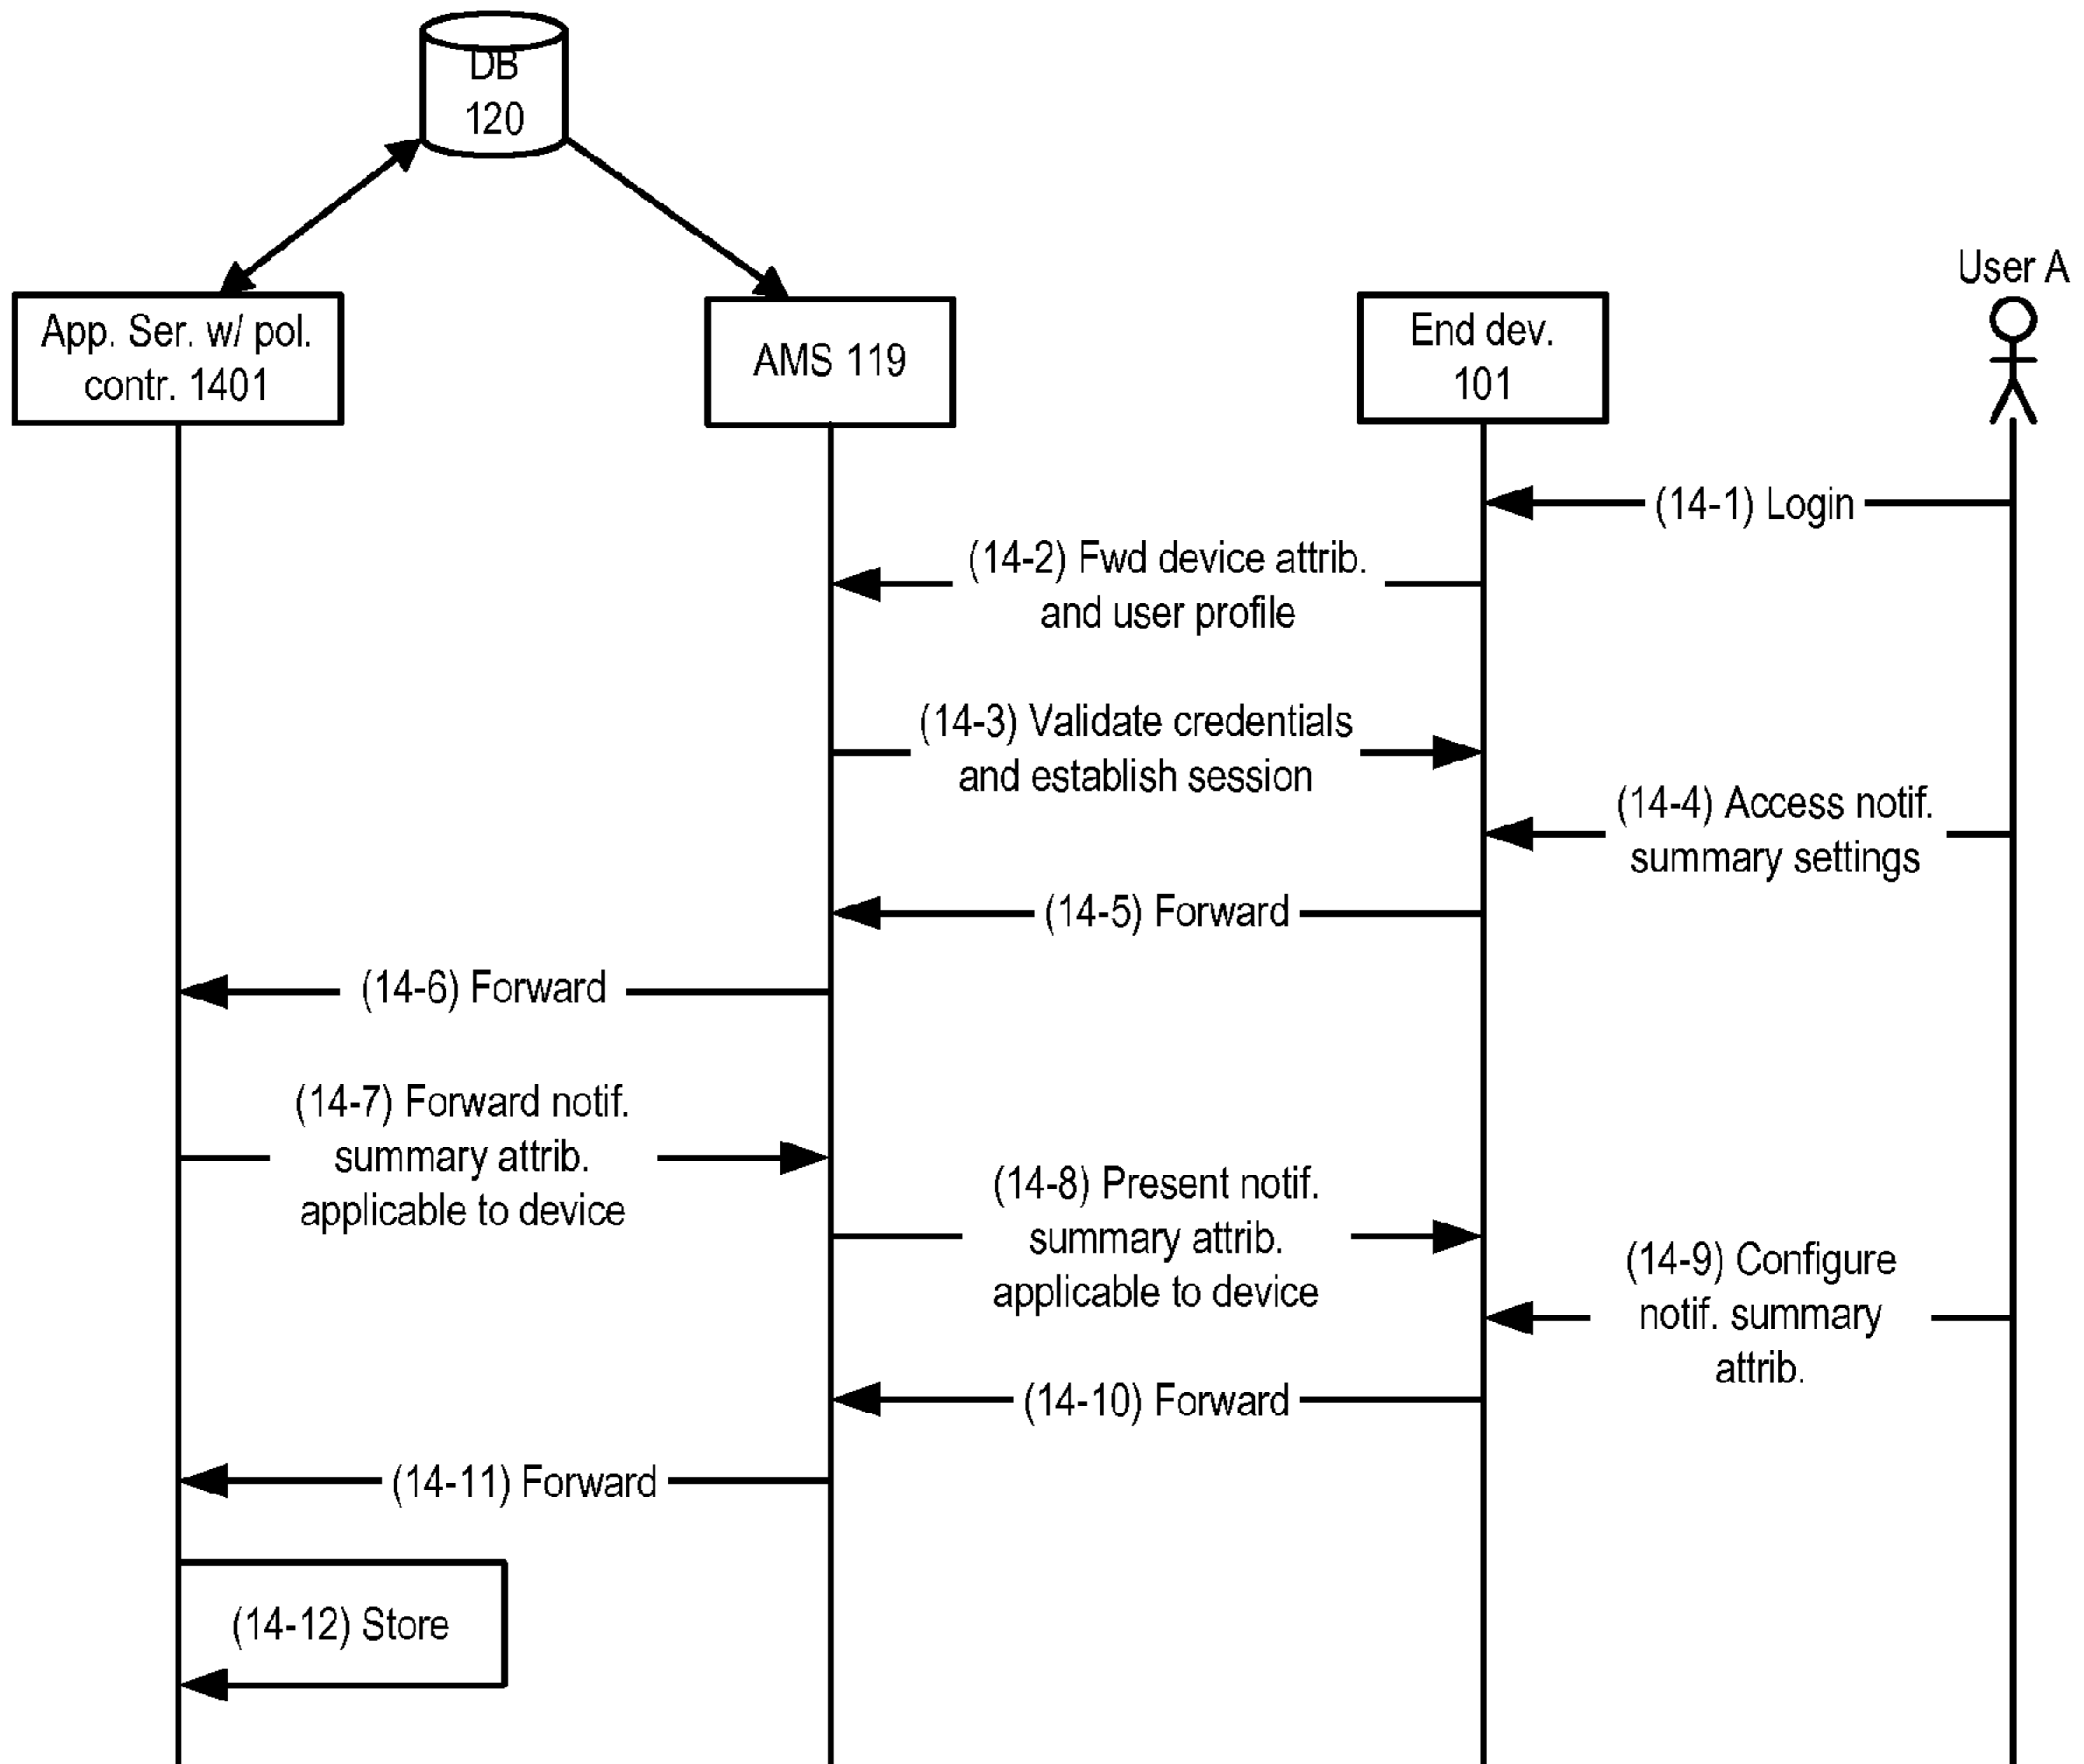 DB
120
User A
App. Ser. w/ pol.
contr. 1401
AMS 119
End dev.
101
(14-1) Login
(14-2) Fwd device attrib.
and user profile
(14-3) Validate credentials
and establish session
(14-4) Access notif.
summary settings
(14-5) Forward
(14-6) Forward
(14-7) Forward notif.
summary attrib.
applicable to device
(14-8) Present notif.
summary attrib.
applicable to device
(14-9) Configure
notif. summary
attrib.
(14-10) Forward
(14-11) Forward
(14-12) Store